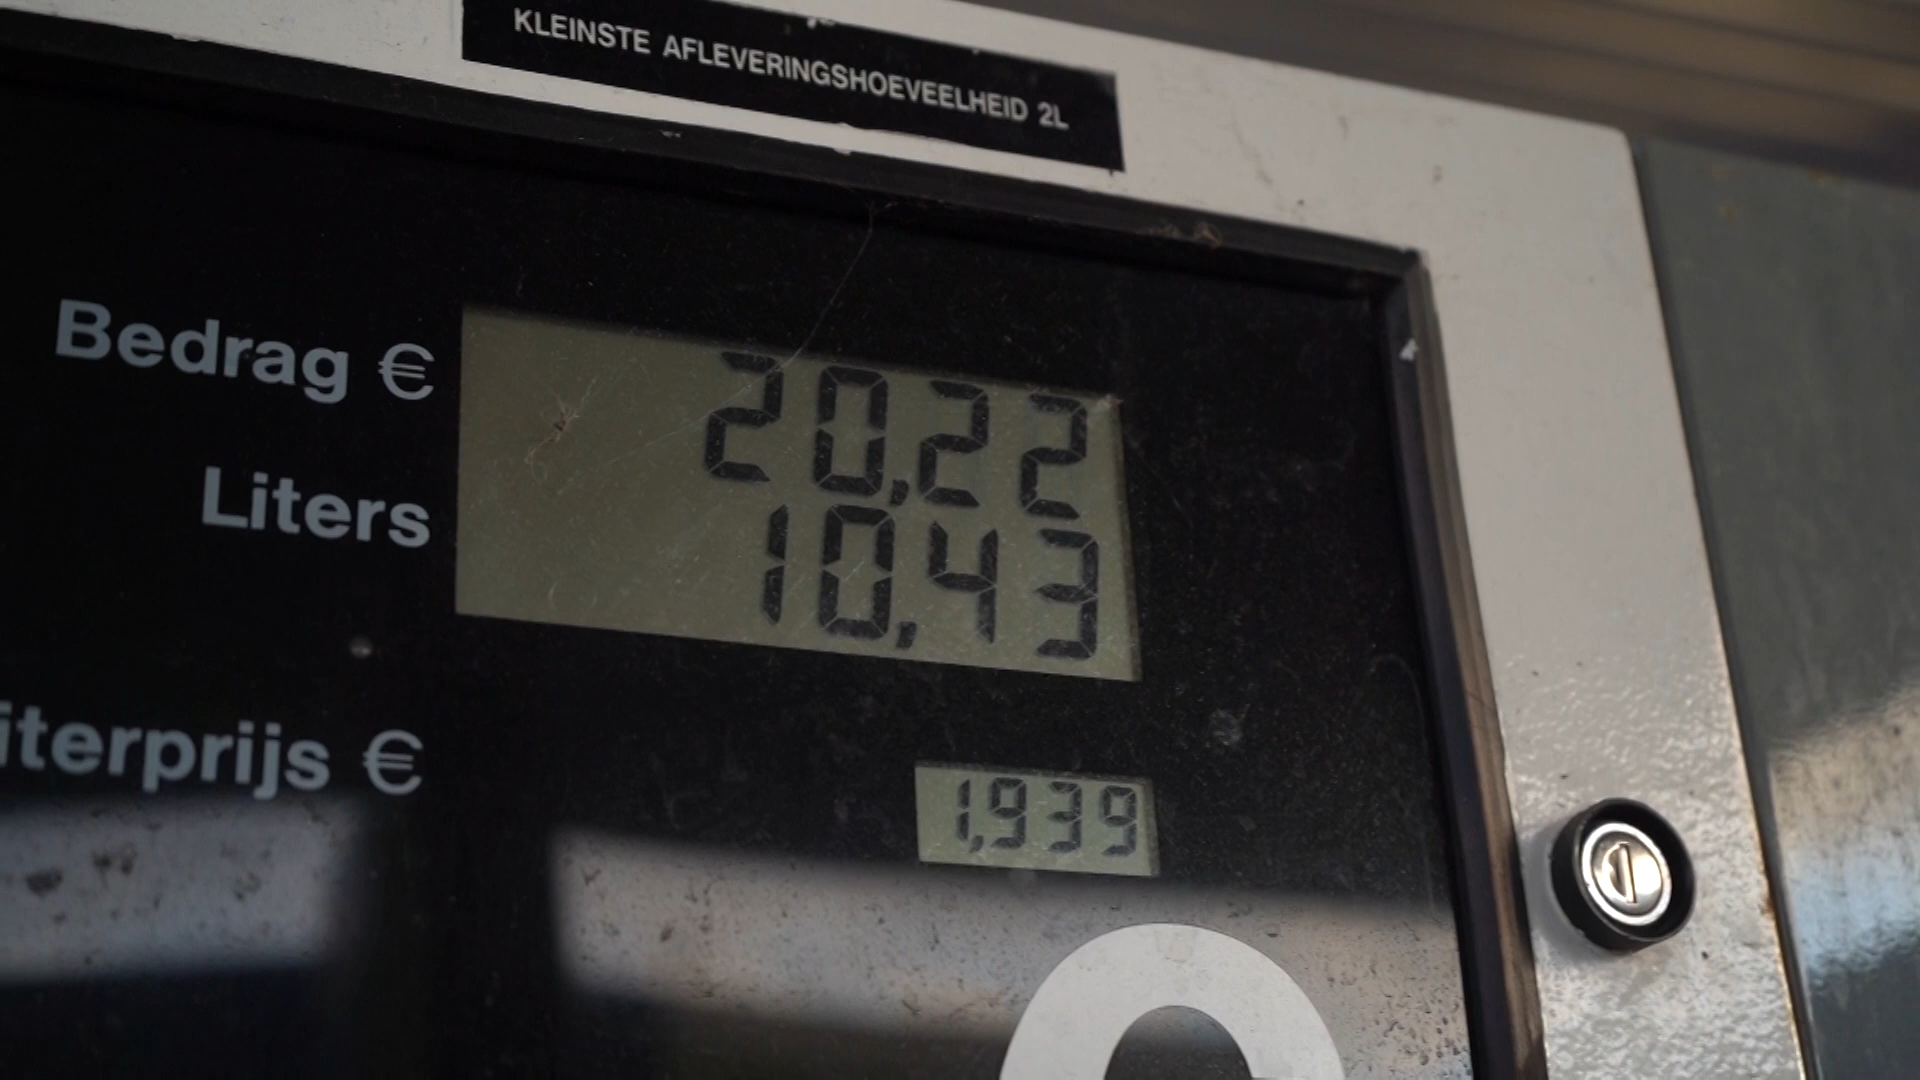 KLEINSTE AFLEVERINGSHOEVEELHEID 2L
Bedrag € 20,22
Liters 10,43
iterprijs € 1,939